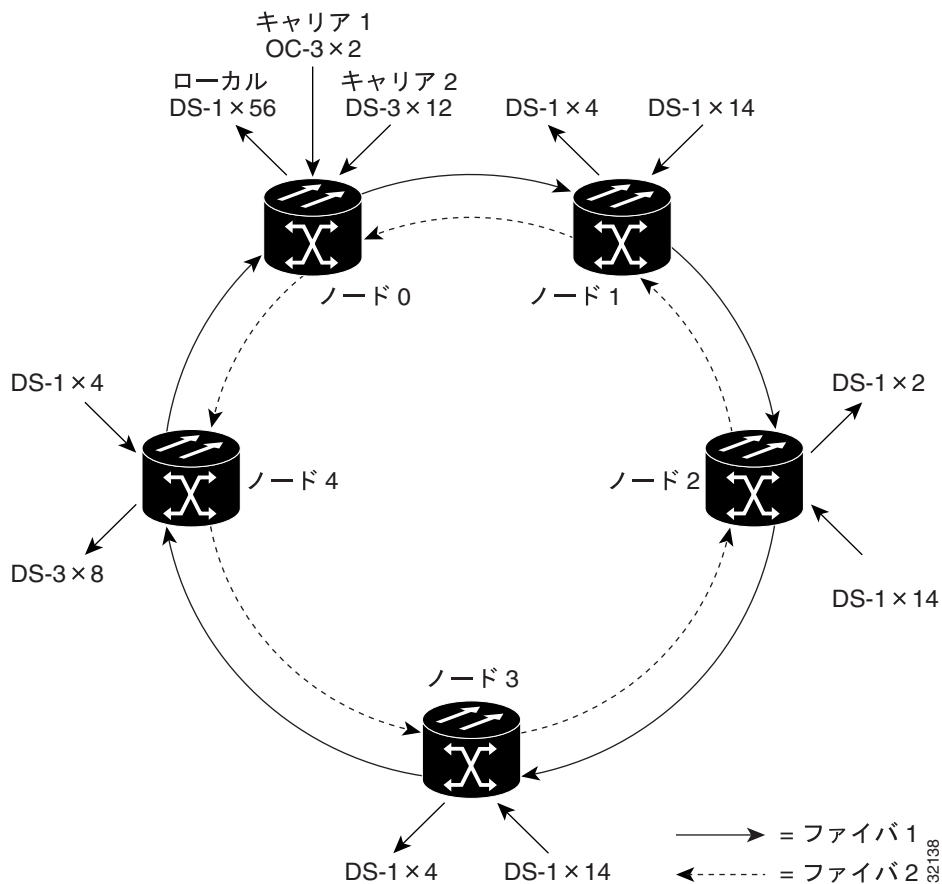 キャリア 1
OC-3×2
ローカル
DS-1×56
キャリア 2
DS-3×12
DS-1×4
DS-1×14
ノード 0
ノード 1
DS-1×4
DS-1×2
ノード 4
ノード 2
DS-3×8
DS-1×14
ノード 3
DS-1×4
DS-1×14
= ファイバ 1
= ファイバ 2
32138